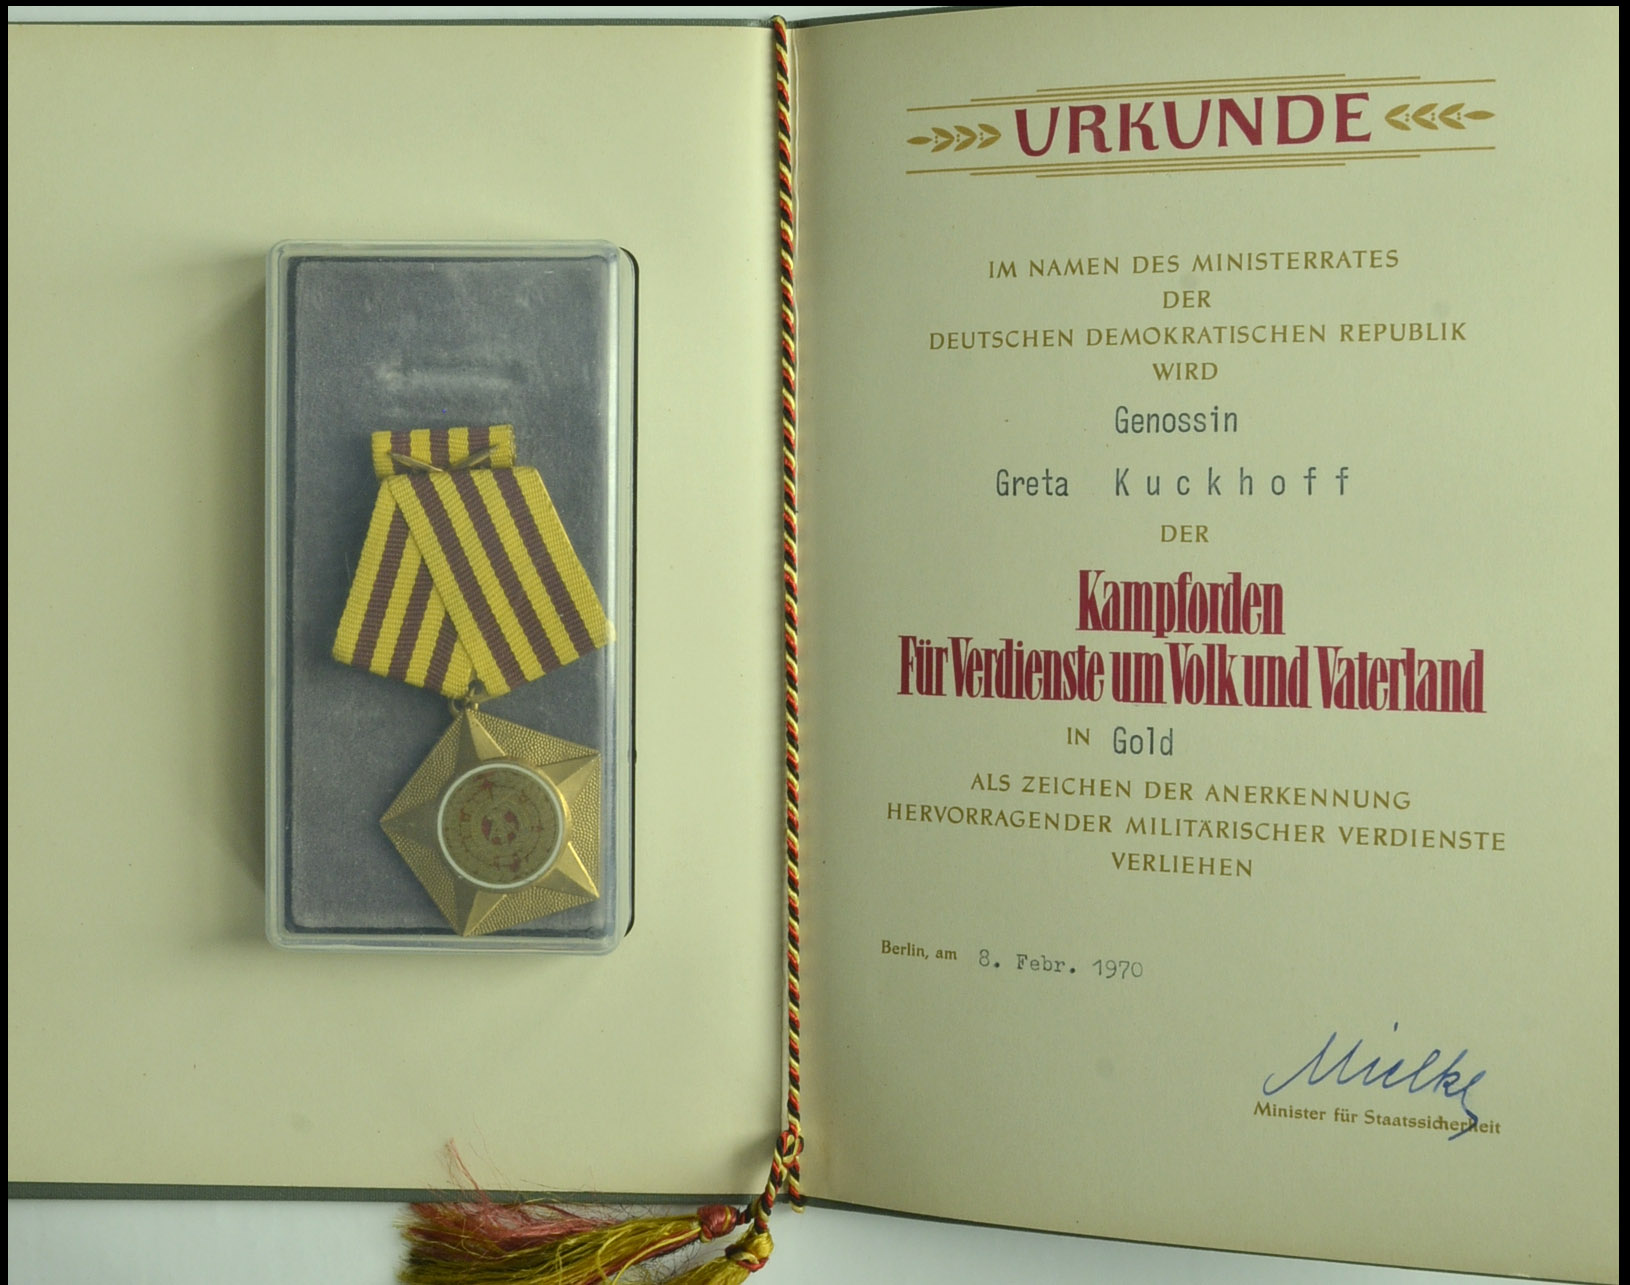 URKUNDE
IM NAMEN DES MINISTERRATES
DER
DEUTSCHEN DEMOKRATISCHEN REPUBLIK
WIRD
Genossin
Greta Kuckhoff
DER
Kampforden
Für Verdienste um Volk und Vaterland
IN Gold
ALS ZEICHEN DER ANERKENNUNG
HERVORRAGENDER MILITÄRISCHER VERDIENSTE
VERLIEHEN
Berlin, am 8. Febr. 1970
Mielke
Minister für Staatssicherheit